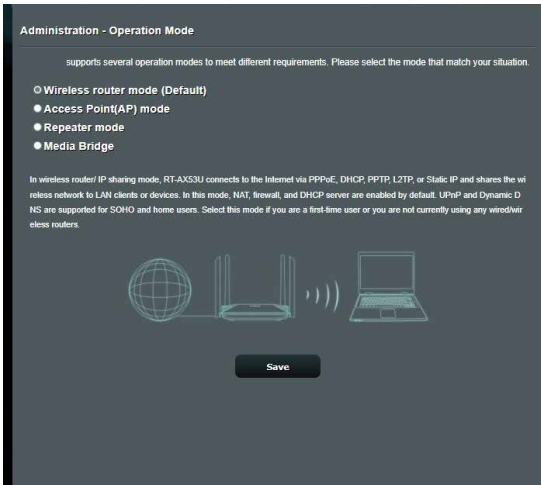 Administration - Operation Mode
supports several operation modes to meet different requirements. Please select the mode that match your situation.
Wireless router mode (Default)
Access Point(AP) mode
Repeater mode
Media Bridge
In wireless router/ IP sharing mode, RT-AX53U connects to the Internet via PPPoE, DHCP, PPTP, L2TP, or Static IP and shares the wi
reless network to LAN clients or devices. In this mode, NAT, firewall, and DHCP server are enabled by default. UPnP and Dynamic D
NS are supported for SOHO and home users. Select this mode if you are a first-time user or you are not currently using any wired/wir
eless routers.
Save